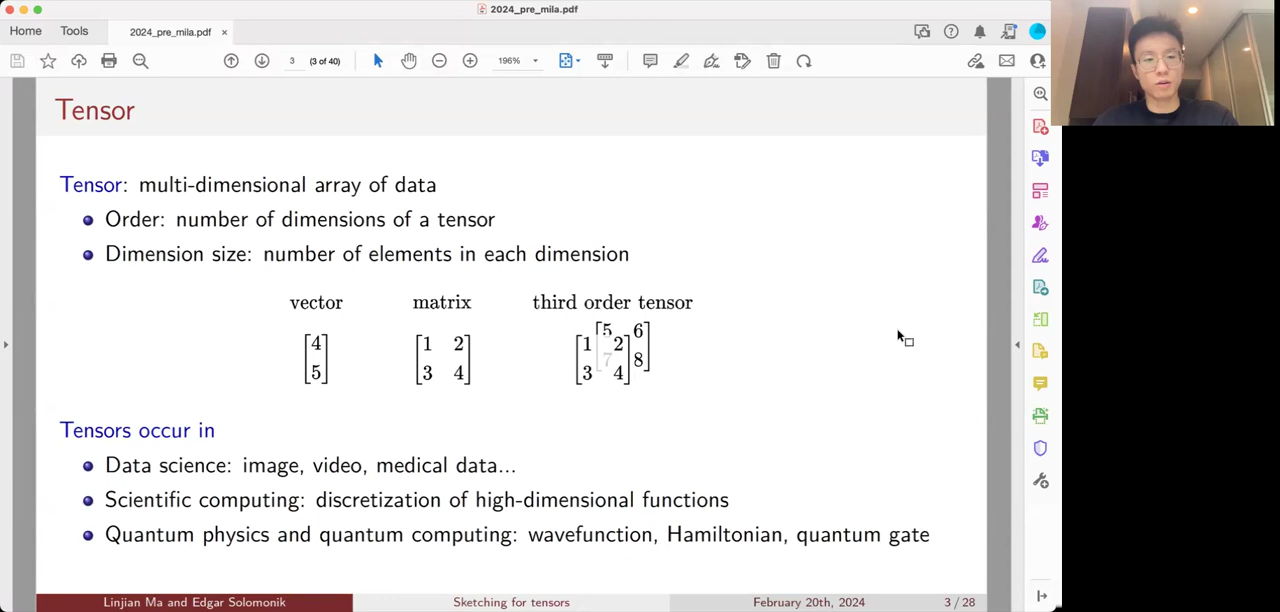 2024_pre_mila.pdf
Home Tools 2024_pre_mila.pdf ×
3 (3 of 40) 196%
Tensor
Tensor: multi-dimensional array of data
Order: number of dimensions of a tensor
Dimension size: number of elements in each dimension
vector matrix third order tensor
[4 5] [1 2 3 4] [1 2 3 4] [5 6 7 8]
Tensors occur in
Data science: image, video, medical data...
Scientific computing: discretization of high-dimensional functions
Quantum physics and quantum computing: wavefunction, Hamiltonian, quantum gate
Linjian Ma and Edgar Solomonik Sketching for tensors February 20th, 2024 3 / 28